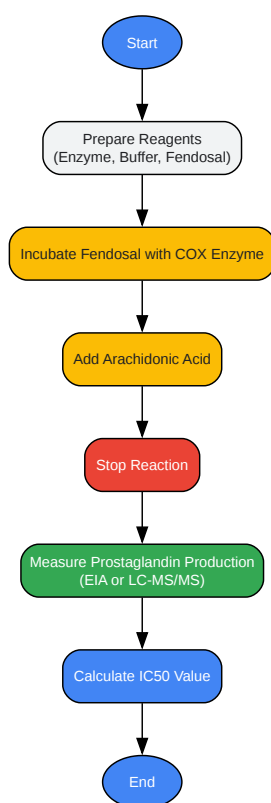 Start
Prepare Reagents
(Enzyme, Buffer, Fendosal)
Incubate Fendosal with COX Enzyme
Add Arachidonic Acid
Stop Reaction
Measure Prostaglandin Production
(EIA or LC-MS/MS)
Calculate IC50 Value
End